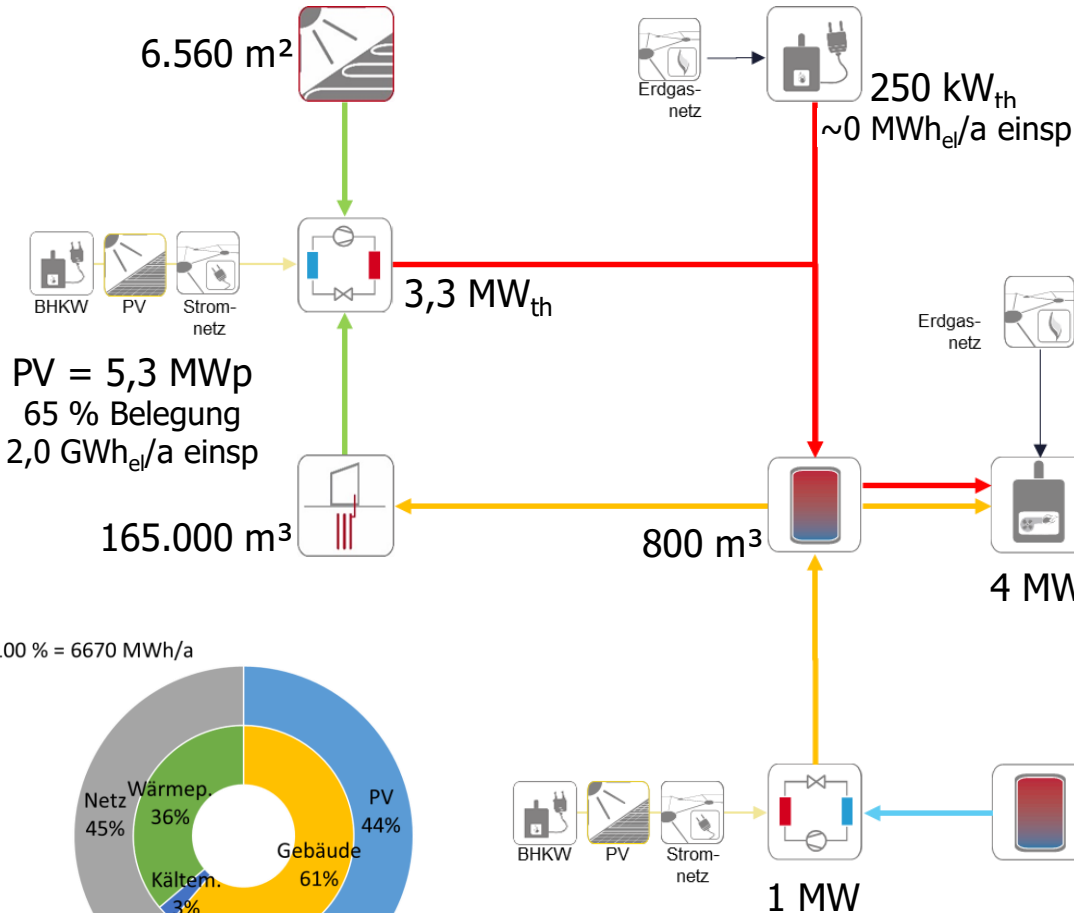 6.560 m²
Erdgas-
netz
250 kWth
~0 MWhel/a einsp
BHKW
PV
Strom-
netz
3,3 MWth
Erdgas-
netz
PV = 5,3 MWp
65 % Belegung
2,0 GWhel/a einsp
165.000 m³
800 m³
4 MW
00 % = 6670 MWh/a
Netz
45%
Wärmep.
36%
PV
44%
Gebäude
61%
Kältem.
3%
BHKW
PV
Strom-
netz
1 MW